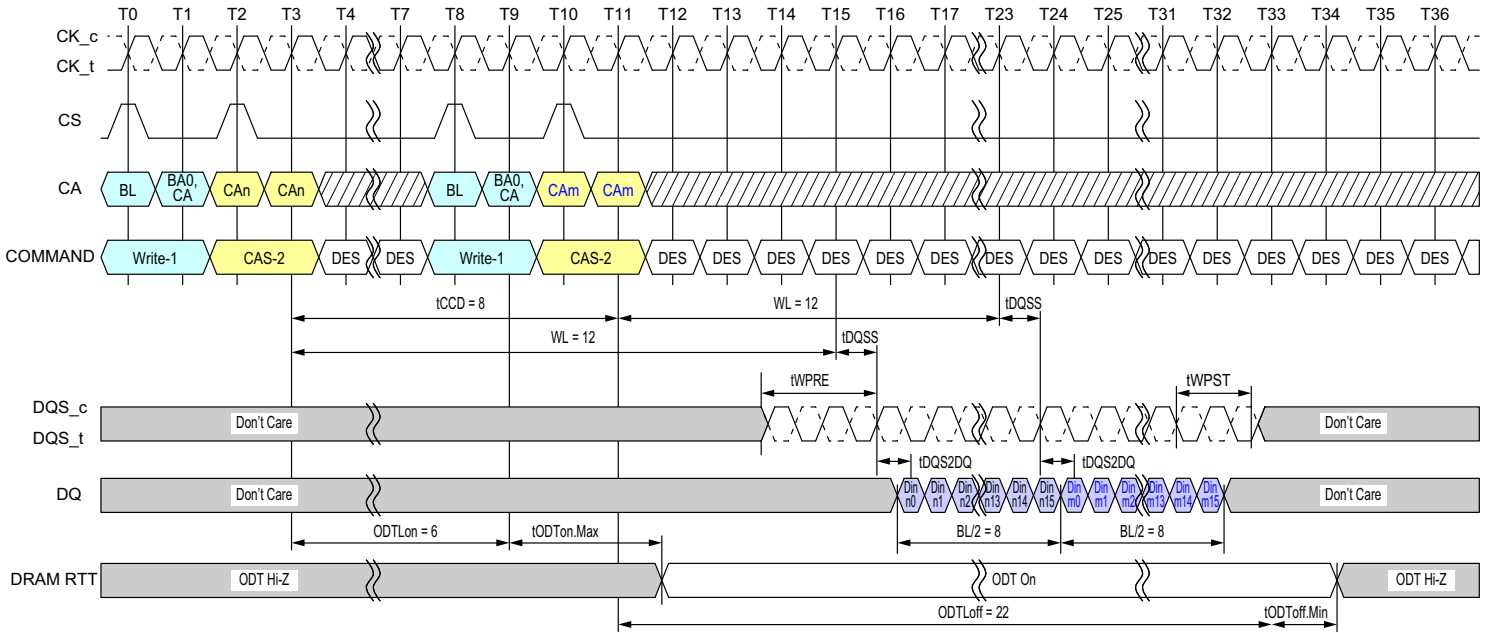 T0 T1 T2 T3 T4 T7 T8 T9 T10 T11 T12 T13 T14 T15 T16 T17 T23 T24 T25 T31 T32 T33 T34 T35 T36
CK_c
CK_t
CS
CA BL BA0, CA CAn CAn BL BA0, CA CAm CAm
COMMAND Write-1 CAS-2 DES DES Write-1 CAS-2 DES DES DES DES DES DES DES DES DES DES DES DES DES DES DES
tCCD = 8 WL = 12 tDQSS
WL = 12 tDQSS
tWPRE tWPST
DQS_c
DQS_t
Don't Care Don't Care
tDQS2DQ tDQS2DQ
DQ Don't Care Din n0 Din n1 Din n2 Din n13 Din n14 Din n15 Din m0 Din m1 Din m2 Din m13 Din m14 Din m15 Don't Care
ODTLon = 6 tODTon.Max BL/2 = 8 BL/2 = 8
DRAM RTT ODT Hi-Z ODT On ODT Hi-Z
ODTLoff = 22 tODToff.Min